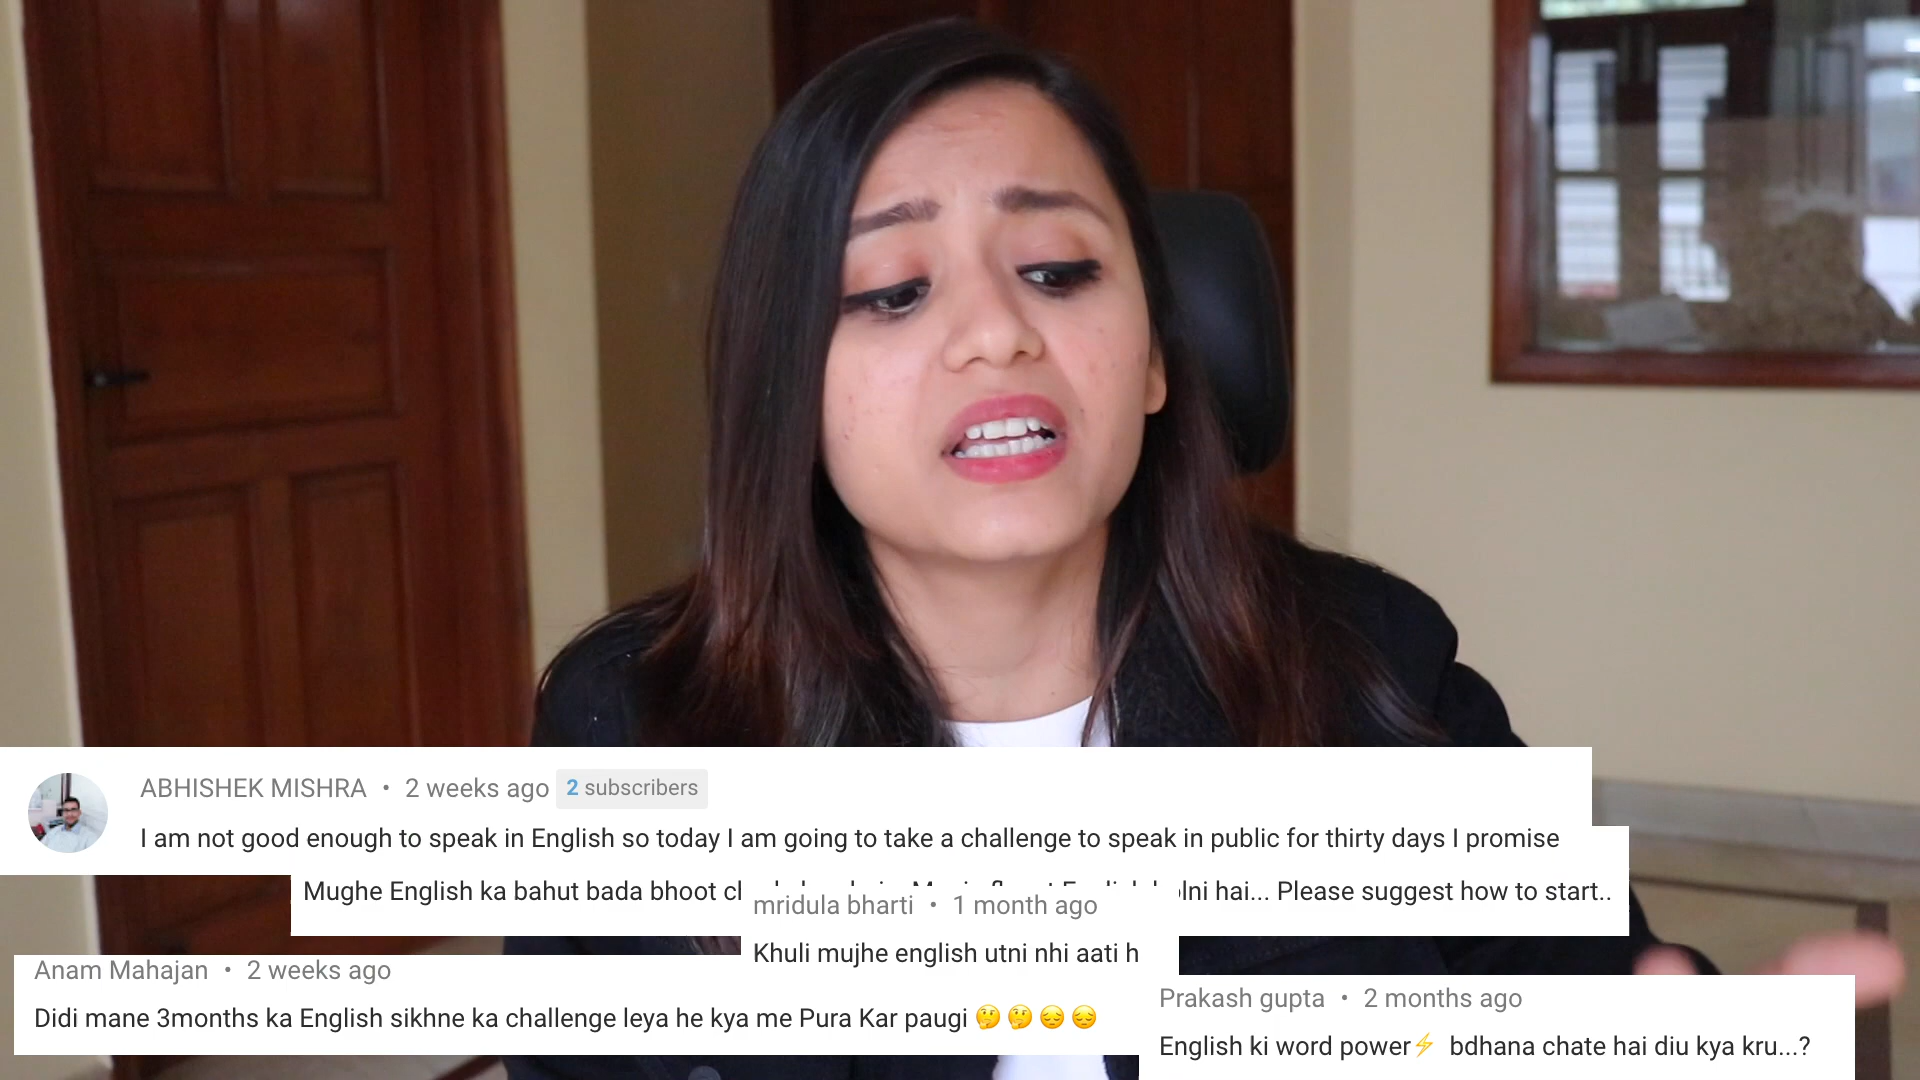 ABHISHEK MISHRA • 2 weeks ago 2 subscribers
I am not good enough to speak in English so today I am going to take a challenge to speak in public for thirty days I promise
Mughe English ka bahut bada bhoot hai... Please suggest how to start..
mridula bharti • 1 month ago
Khuli mujhe english utni nhi aati h
Anam Mahajan • 2 weeks ago
Didi mane 3months ka English sikhne ka challenge leya he kya me Pura Kar paugi 🤔🤔😔😔
Prakash gupta • 2 months ago
English ki word power⚡ bdhana chate hai diu kya kru...?